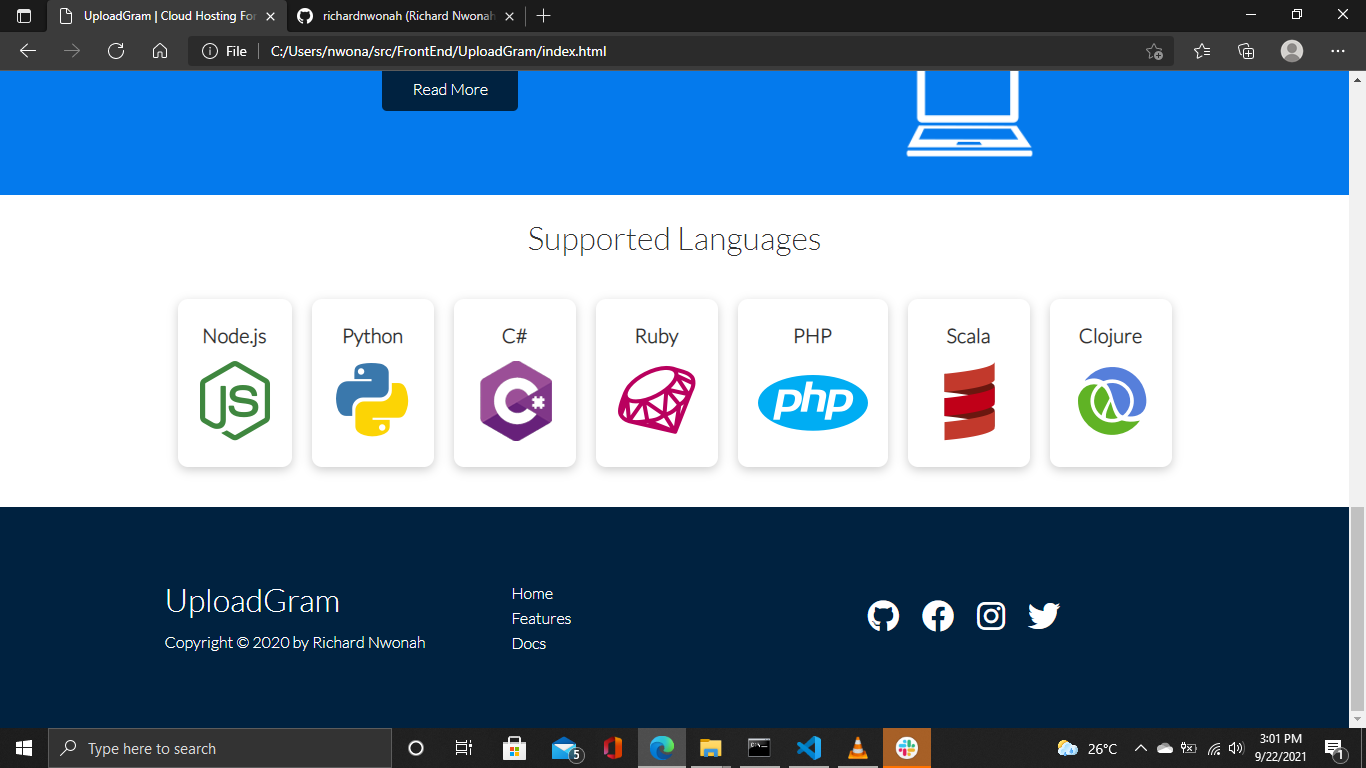 UploadGram | Cloud Hosting For
richardnwonah (Richard Nwonah
File
C:/Users/nwona/src/FrontEnd/UploadGram/index.html
Read More
Supported Languages
Node.js Python C# Ruby PHP Scala Clojure
JS C# php
UploadGram
Copyright © 2020 by Richard Nwonah
Home
Features
Docs
Type here to search
5
26°C
3:01 PM
9/22/2021
1